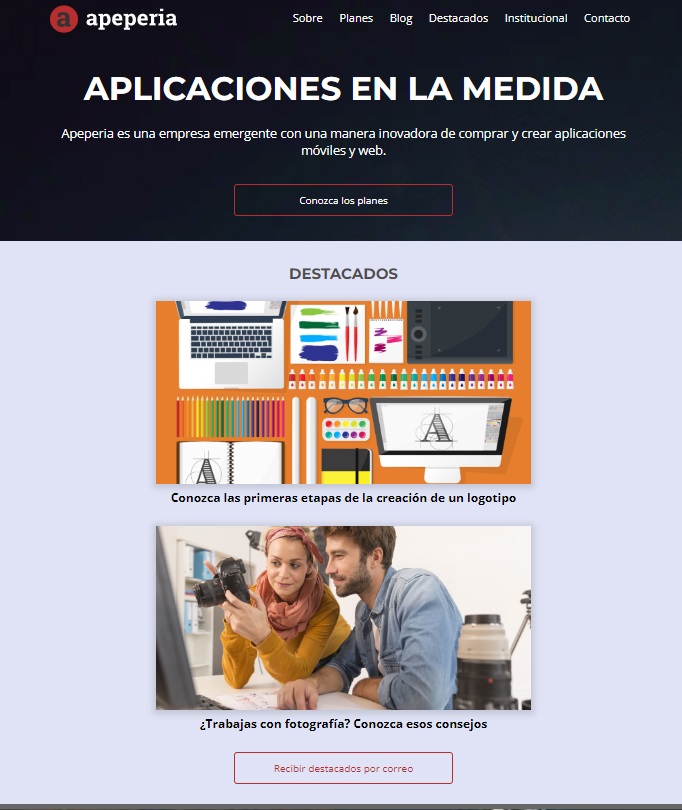 a apeperia
Sobre Planes Blog Destacados Institucional Contacto
APLICACIONES EN LA MEDIDA
Apeperia es una empresa emergente con una manera inovadora de comprar y crear aplicaciones
móviles y web.
Conozca los planes
DESTACADOS
A
A
Conozca las primeras etapas de la creación de un logotipo
¿Trabajas con fotografía? Conozca esos consejos
Recibir destacados por correo